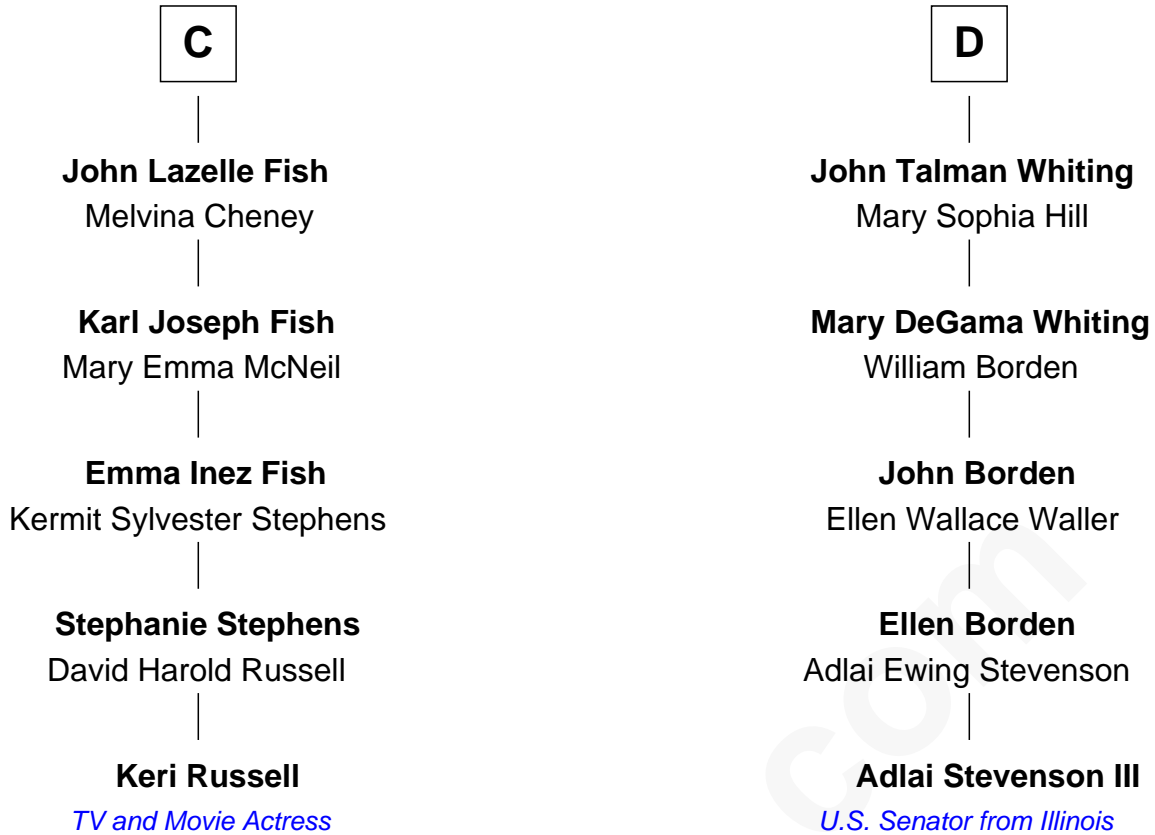 C
John Lazelle Fish
Melvina Cheney
Karl Joseph Fish
Mary Emma McNeil
Emma Inez Fish
Kermit Sylvester Stephens
Stephanie Stephens
David Harold Russell
Keri Russell
TV and Movie Actress
D
John Talman Whiting
Mary Sophia Hill
Mary DeGama Whiting
William Borden
John Borden
Ellen Wallace Waller
Ellen Borden
Adlai Ewing Stevenson
Adlai Stevenson III
U.S. Senator from Illinois
com